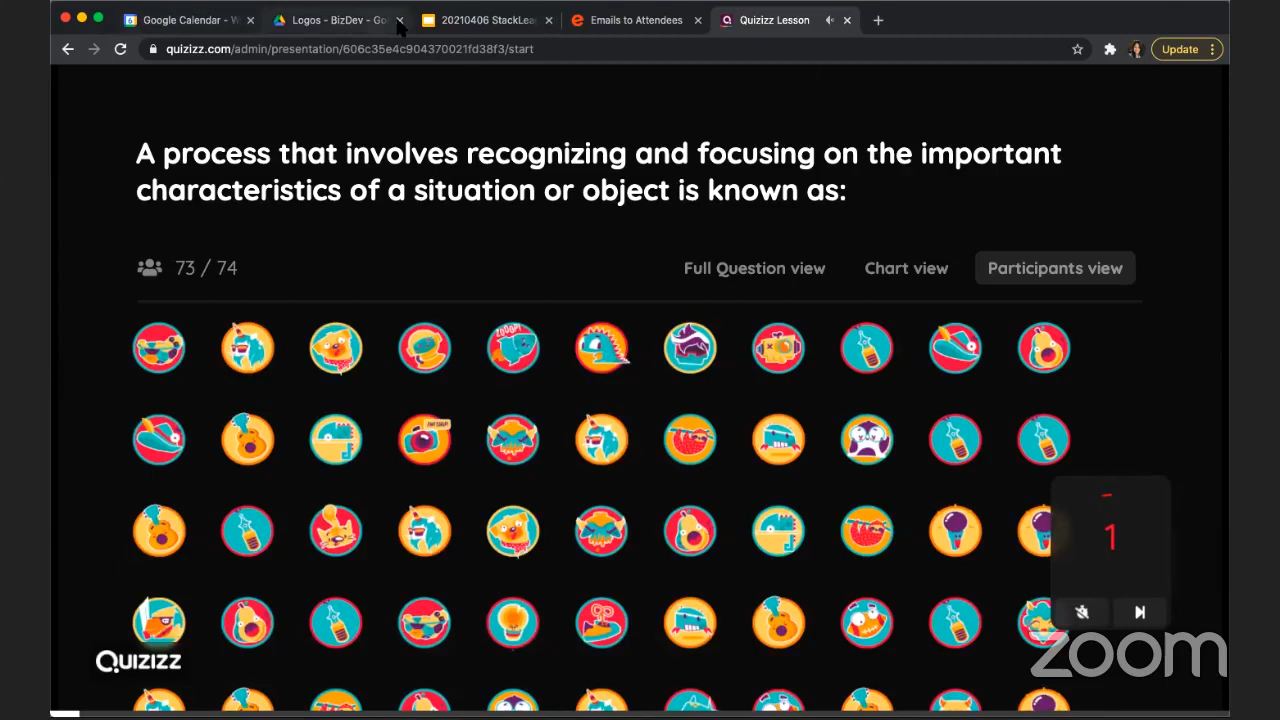 Google Calendar - W
Logos - BizDev - Go
20210406 StackLea
Emails to Attendees
Quizizz Lesson
quizizz.com/admin/presentation/606c35e4c904370021fd38f3/start
Update
A process that involves recognizing and focusing on the important
characteristics of a situation or object is known as:
73 / 74
Full Question view
Chart view
Participants view
ZOOOP!
1
Quizizz
zoom